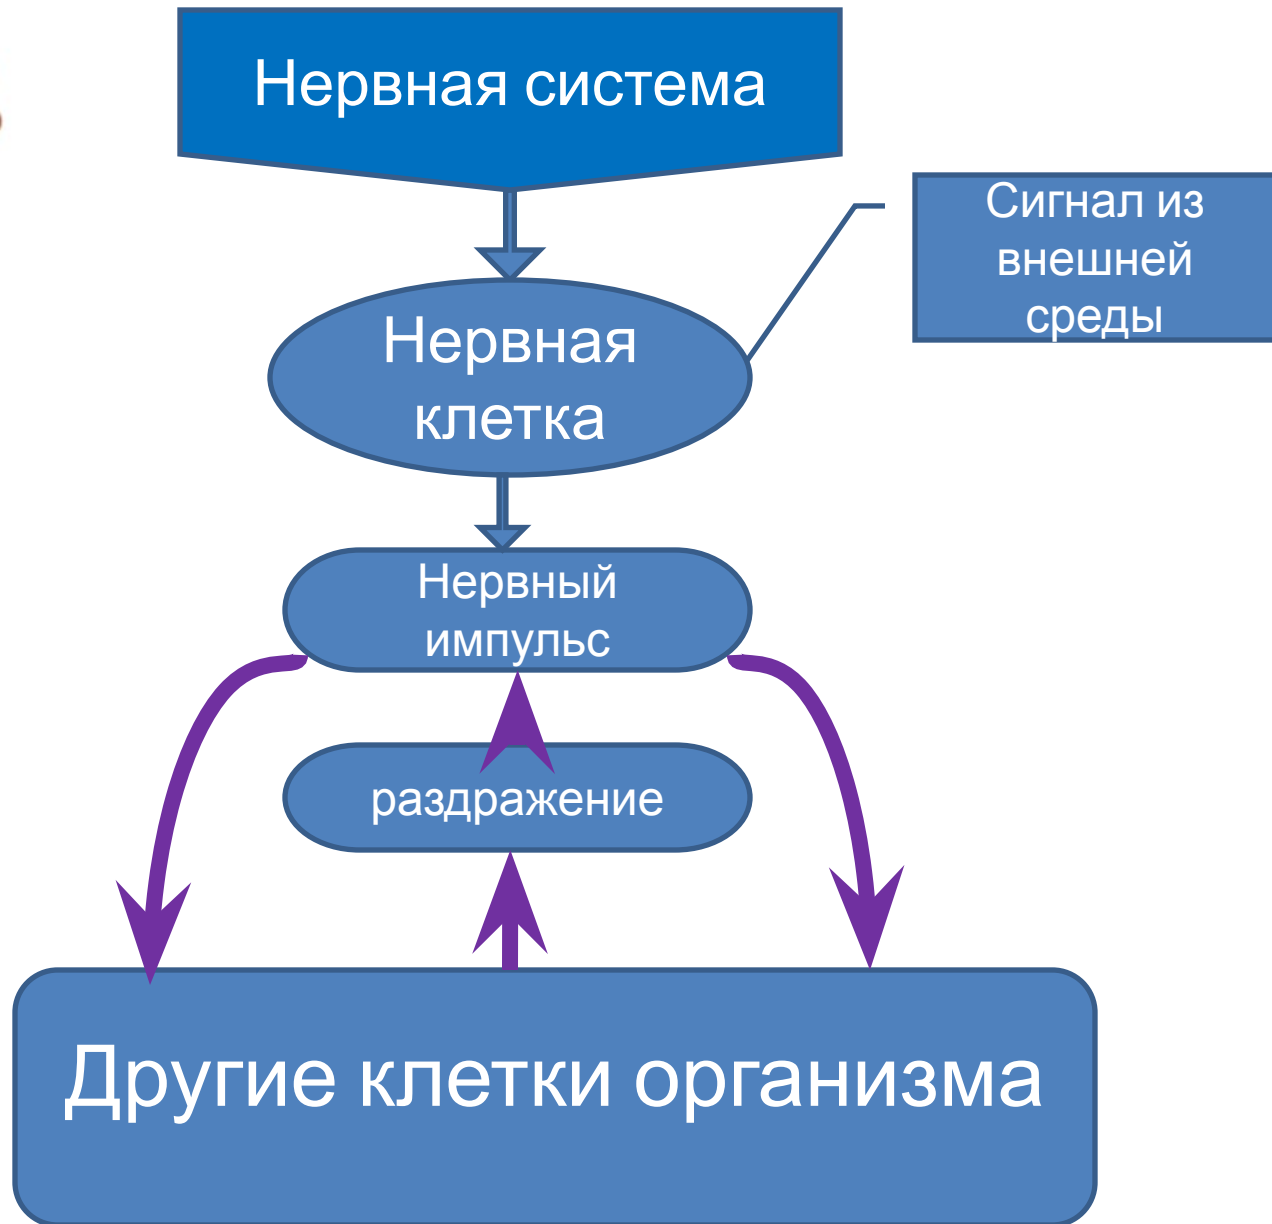 Нервная система
Сигнал из
внешней
среды
Нервная
клетка
Нервный
импульс
раздражение
Другие клетки организма